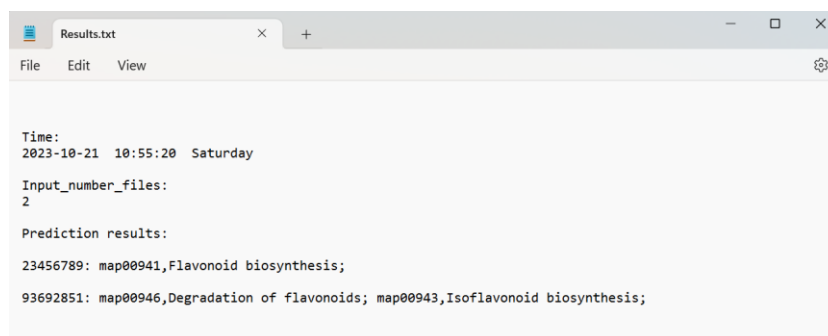 Results.txt
File Edit View
Time:
2023-10-21 10:55:20 Saturday
Input_number_files:
2
Prediction results:
23456789: map00941,Flavonoid biosynthesis;
93692851: map00946,Degradation of flavonoids; map00943,Isoflavonoid biosynthesis;